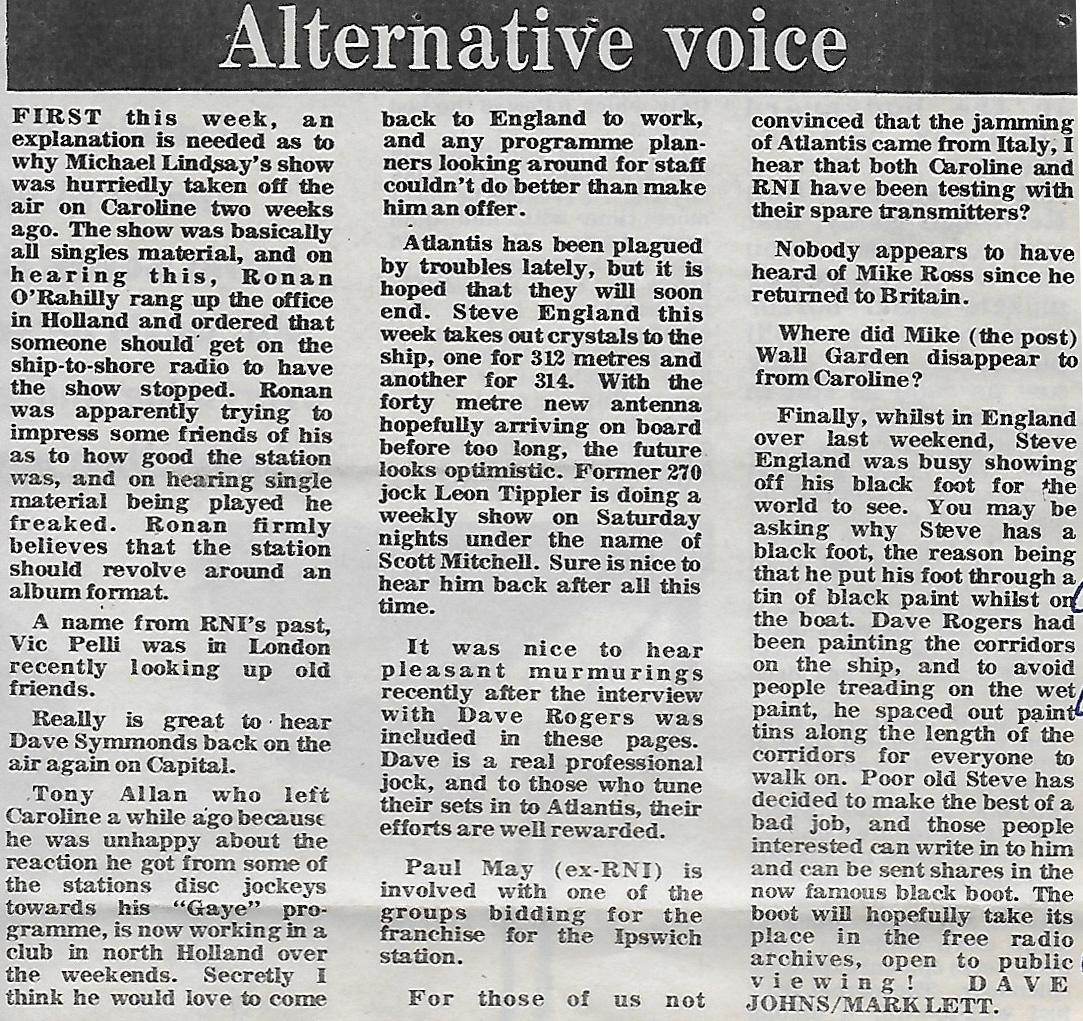 Alternative voice
FIRST this week, an
explanation is needed as to
why Michael Lindsay's show
was hurriedly taken off the
air on Caroline two weeks
ago. The show was basically
all singles material, and on
hearing this, Ronan
O'Rahilly rang up the office
in Holland and ordered that
someone should get on the
ship-to-shore radio to have
the show stopped. Ronan
was apparently trying to
impress some friends of his
as to how good the station
was, and on hearing single
material being played he
freaked. Ronan firmly
believes that the station
should revolve around an
album format.
A name from RNI's past,
Vic Pelli was in London
recently looking up old
friends.
Really is great to hear
Dave Symmonds back on the
air again on Capital.
Tony Allan who left
Caroline a while ago because
he was unhappy about the
reaction he got from some of
the stations disc jockeys
towards his "Gaye" pro-
gramme, is now working in a
club in north Holland over
the weekends. Secretly I
think he would love to come
back to England to work,
and any programme plan-
ners looking around for staff
couldn't do better than make
him an offer.
Atlantis has been plagued
by troubles lately, but it is
hoped that they will soon
end. Steve England this
week takes out crystals to the
ship, one for 312 metres and
another for 314. With the
forty metre new antenna
hopefully arriving on board
before too long, the future
looks optimistic. Former 270
jock Leon Tippler is doing a
weekly show on Saturday
nights under the name of
Scott Mitchell. Sure is nice to
hear him back after all this
time.
It was nice to hear
pleasant murmurings
recently after the interview
with Dave Rogers was
included in these pages.
Dave is a real professional
jock, and to those who tune
their sets in to Atlantis, their
efforts are well rewarded.
Paul May (ex-RNI) is
involved with one of the
groups bidding for the
franchise for the Ipswich
station.
For those of us not
convinced that the jamming
of Atlantis came from Italy, I
hear that both Caroline and
RNI have been testing with
their spare transmitters?
Nobody appears to have
heard of Mike Ross since he
returned to Britain.
Where did Mike (the post)
Wall Garden disappear to
from Caroline?
Finally, whilst in England
over last weekend, Steve
England was busy showing
off his black foot for the
world to see. You may be
asking why Steve has a
black foot, the reason being
that he put his foot through a
tin of black paint whilst on
the boat. Dave Rogers had
been painting the corridors
on the ship, and to avoid
people treading on the wet
paint, he spaced out paint
tins along the length of the
corridors for everyone to
walk on. Poor old Steve has
decided to make the best of a
bad job, and those people
interested can write in to him
and can be sent shares in the
now famous black boot. The
boot will hopefully take its
place in the free radio
archives, open to public
viewing! DAVE
JOHNS/MARK LETT.